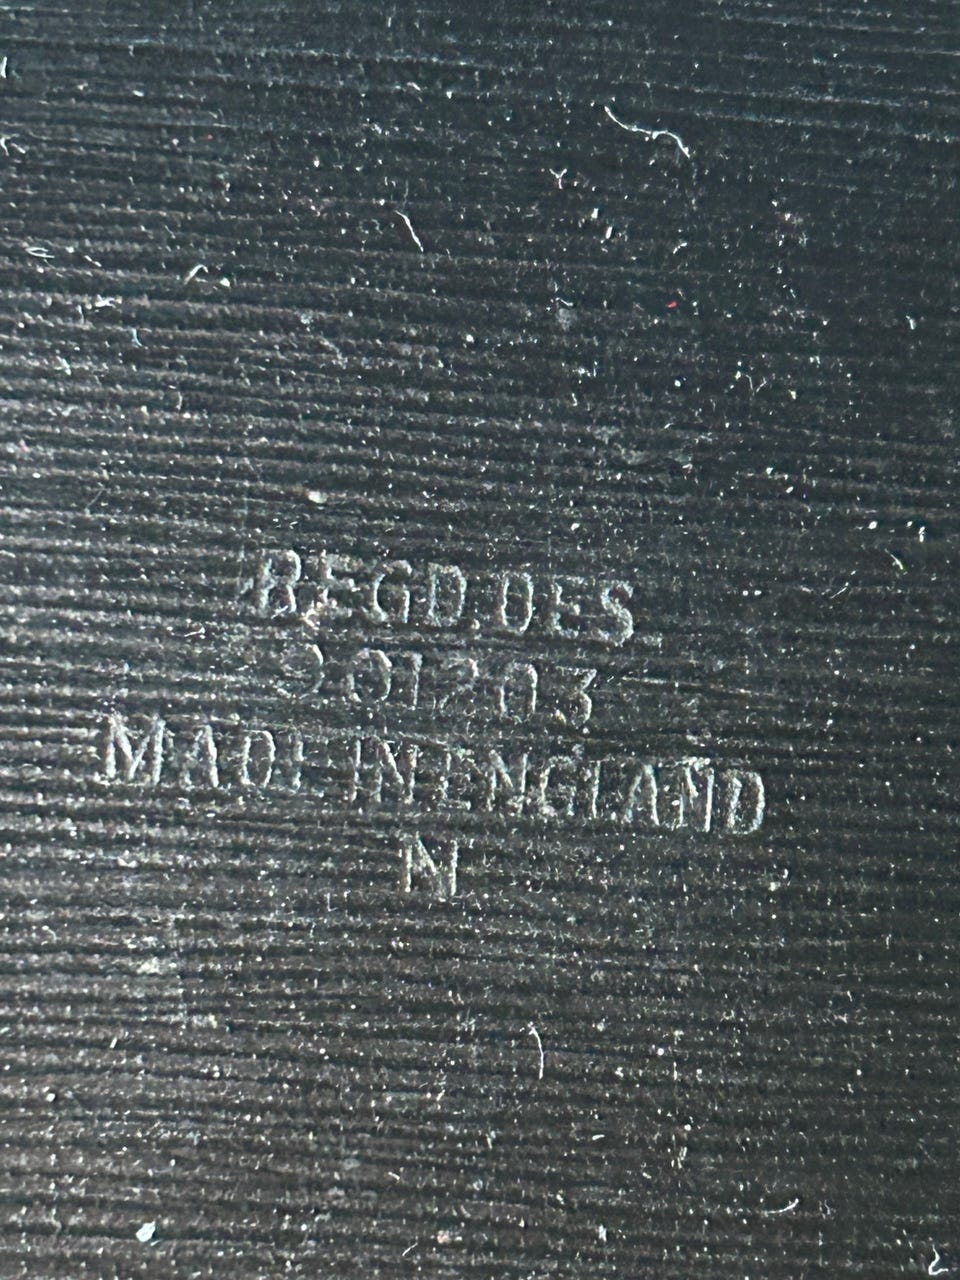 REGD. DES.
901203
MADE IN ENGLAND
N